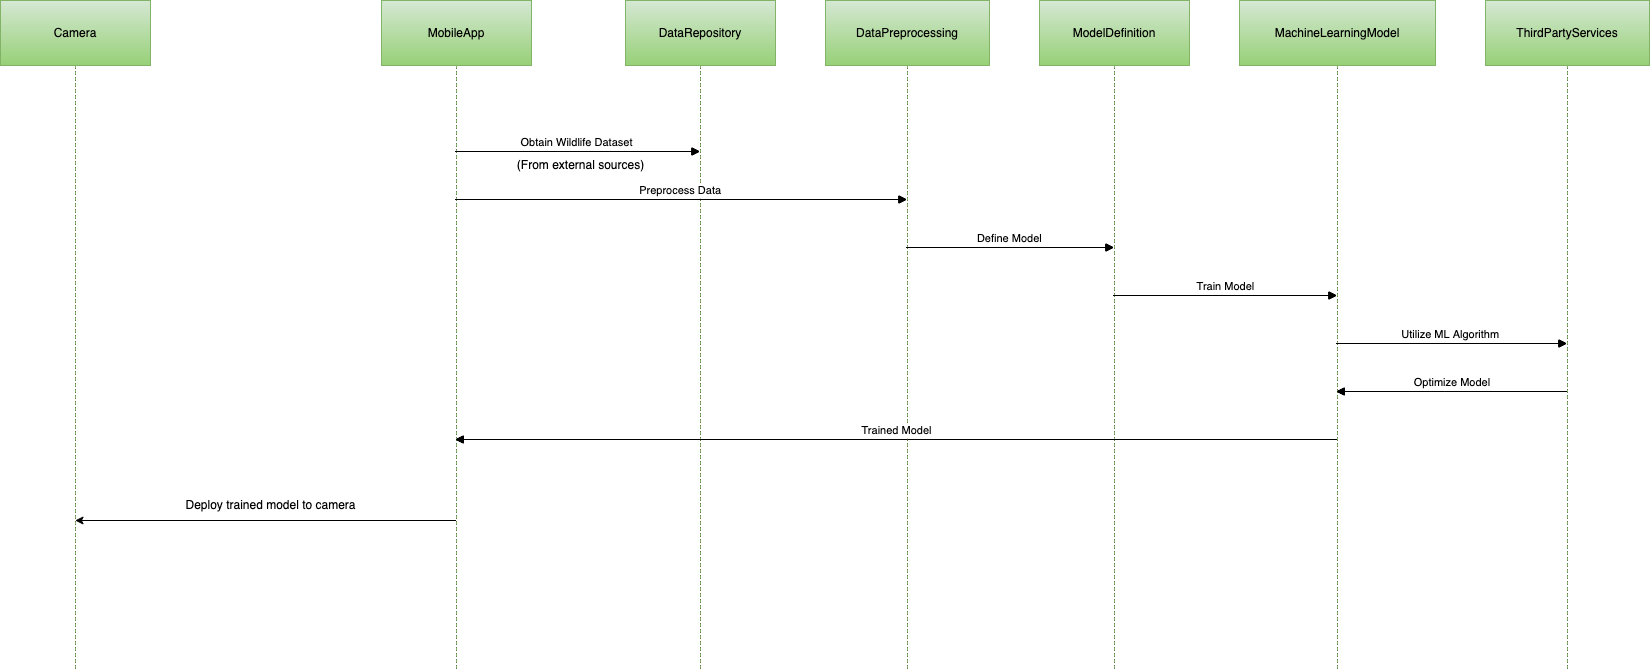 Camera
MobileApp
DataRepository
DataPreprocessing
ModelDefinition
MachineLearningModel
ThirdPartyServices
Obtain Wildlife Dataset
(From external sources)
Preprocess Data
Define Model
Train Model
Utilize ML Algorithm
Optimize Model
Trained Model
Deploy trained model to camera